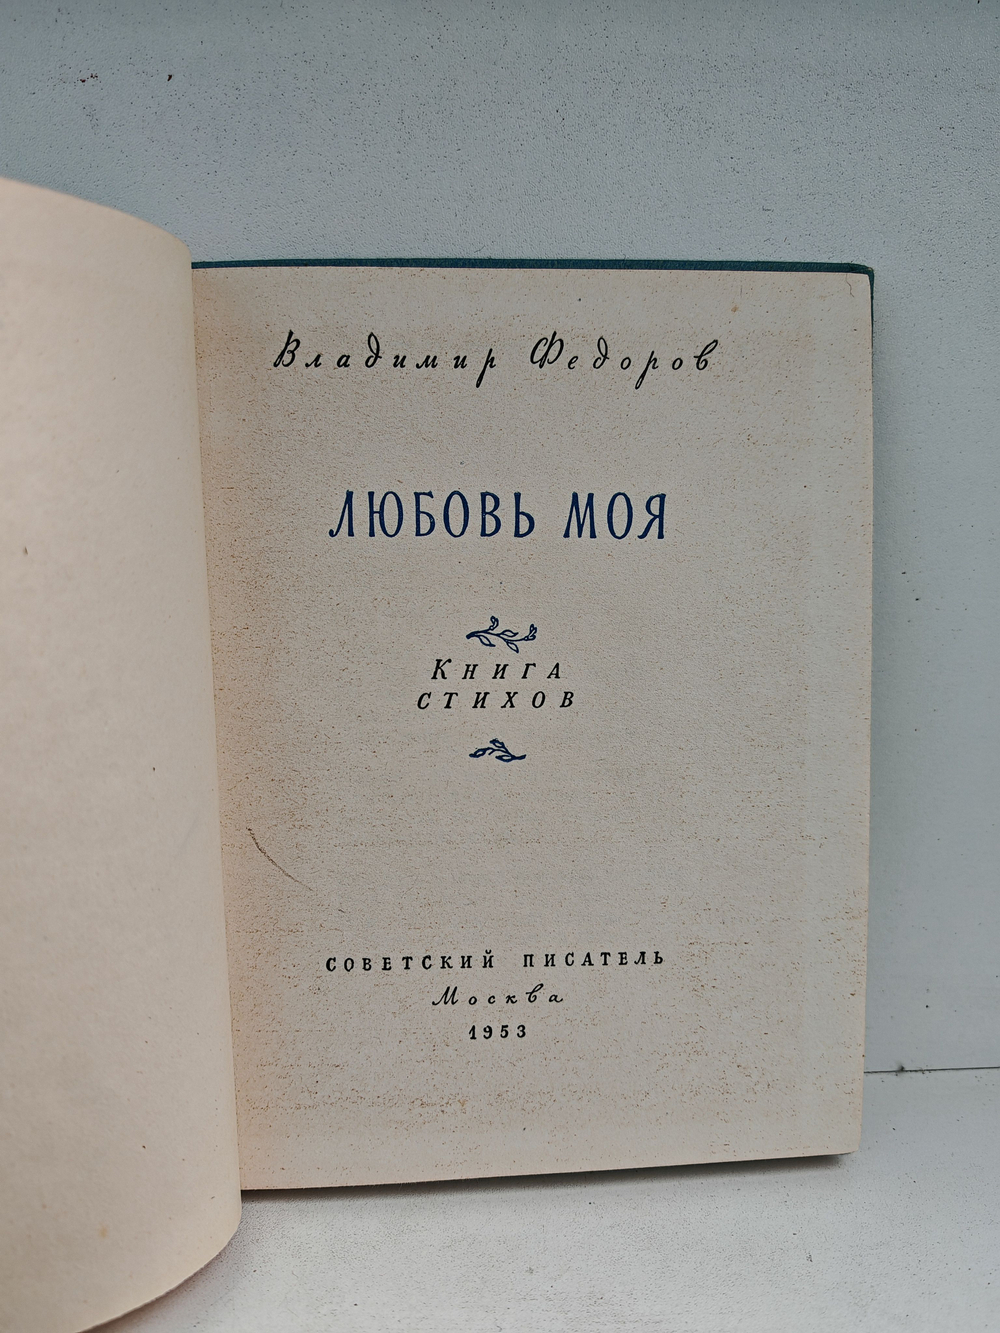 Владимир Федоров
ЛЮБОВЬ МОЯ
Книга
стихов
СОВЕТСКИЙ ПИСАТЕЛЬ
Москва
1953